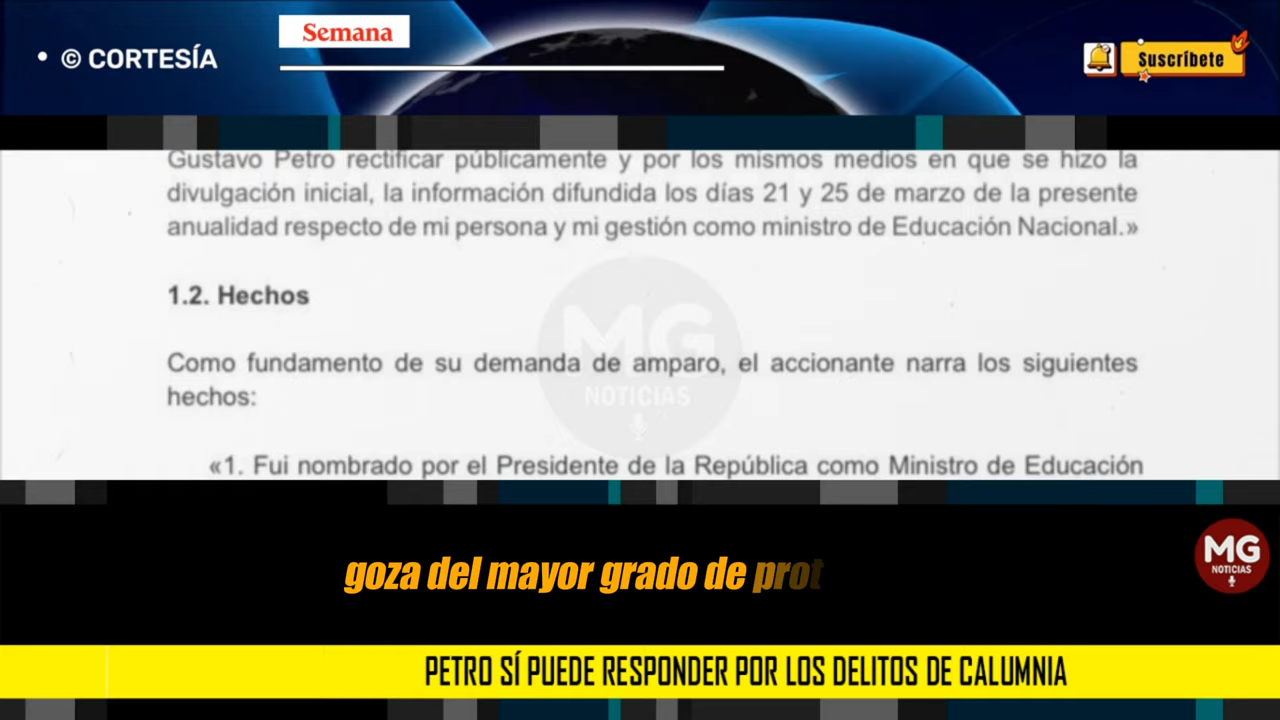 Semana
• © CORTESÍA
Suscríbete
Gustavo Petro rectificar públicamente y por los mismos medios en que se hizo la
divulgación inicial, la información difundida los días 21 y 25 de marzo de la presente
anualidad respecto de mi persona y mi gestión como ministro de Educación Nacional.»
1.2. Hechos
Como fundamento de su demanda de amparo, el accionante narra los siguientes
hechos:
«1. Fui nombrado por el Presidente de la República como Ministro de Educación
MG
NOTICIAS
goza del mayor grado de prot
MG
NOTICIAS
PETRO SÍ PUEDE RESPONDER POR LOS DELITOS DE CALUMNIA